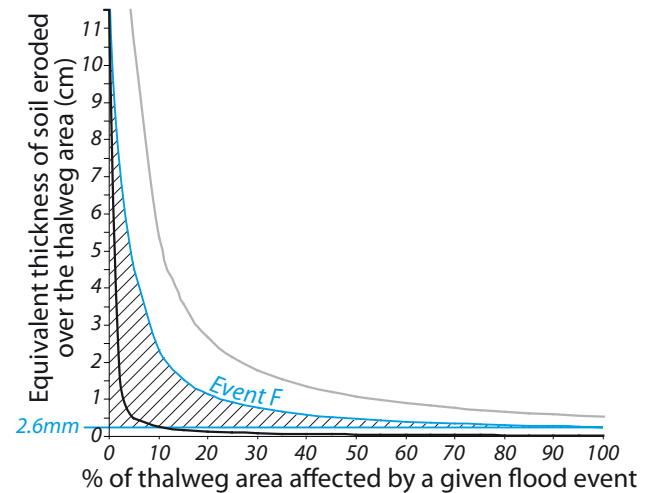 Equivalent thickness of soil eroded
over the thalweg area (cm)
11
10
9
8
7
6
5
4
3
2
1
0
2.6mm
Event F
0 10 20 30 40 50 60 70 80 90 100
% of thalweg area affected by a given flood event